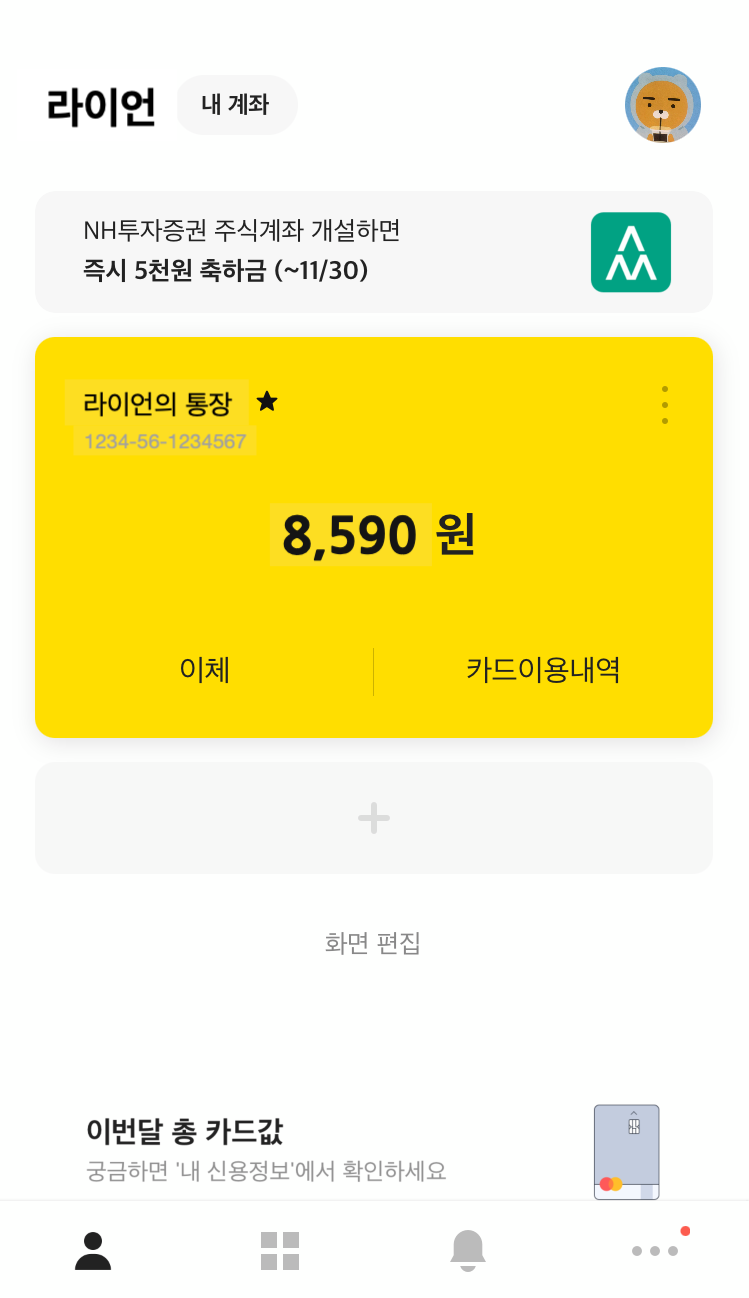 라이언
내 계좌
NH투자증권 주식계좌 개설하면
즉시 5천원 축하금 (~11/30)
라이언의 통장
1234-56-1234567
8,590 원
이체
카드이용내역
화면 편집
이번달 총 카드값
궁금하면 '내 신용정보'에서 확인하세요